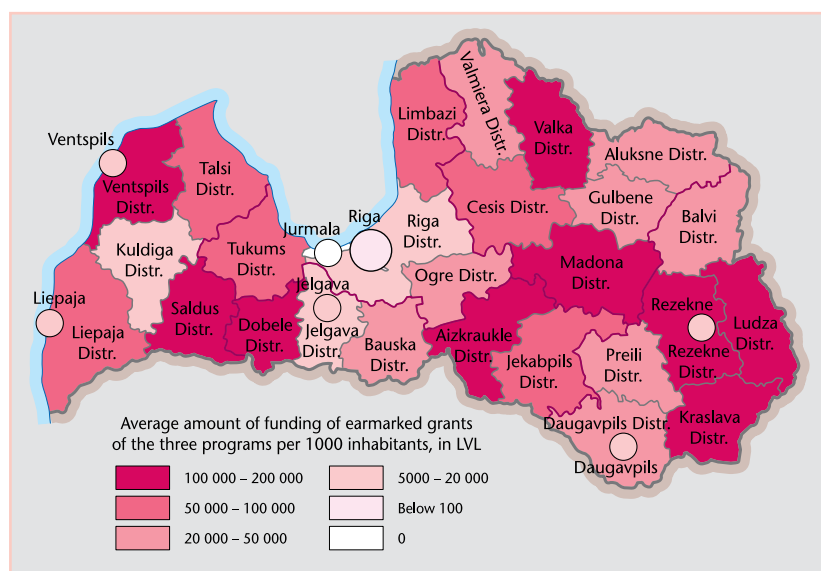 Ventspils
Ventspils
Distr.
Talsi
Distr.
Kuldiga
Distr.
Tukums
Distr.
Liepaja
Liepaja
Distr.
Saldus
Distr.
Dobele
Distr.
Jurmala
Riga
Riga
Distr.
Jelgava
Jelgava
Distr.
Bauska
Distr.
Ogre Distr.
Limbazi
Distr.
Valmiera Distr.
Valka
Distr.
Cesis Distr.
Aluksne Distr.
Gulbene
Distr.
Balvi
Distr.
Madona
Distr.
Aizkraukle
Distr.
Jekabpils
Distr.
Preili
Distr.
Rezekne
Rezekne
Distr.
Ludza
Distr.
Kraslava
Distr.
Daugavpils Distr.
Daugavpils
Average amount of funding of earmarked grants
of the three programs per 1000 inhabitants, in LVL
100 000 – 200 000
50 000 – 100 000
20 000 – 50 000
5000 – 20 000
Below 100
0